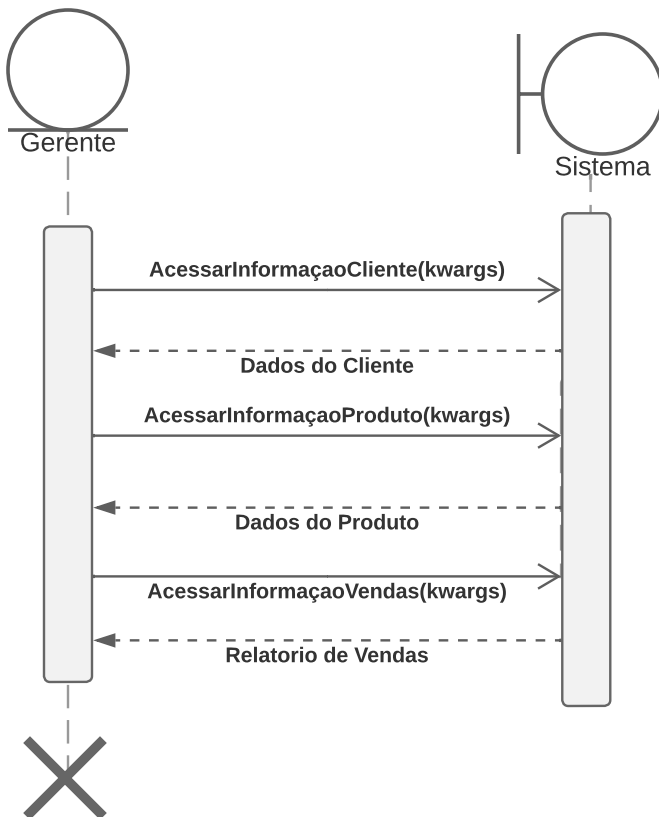 Gerente
Sistema
AcessarInformaçaoCliente(kwargs)
Dados do Cliente
AcessarInformaçaoProduto(kwargs)
Dados do Produto
AcessarInformaçaoVendas(kwargs)
Relatorio de Vendas